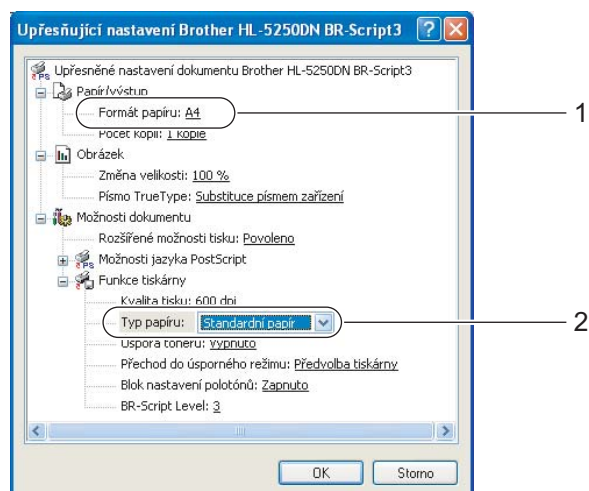 Upřesňující nastavení Brother HL-5250DN BR-Script3
Upřesněné nastavení dokumentu Brother HL-5250DN BR-Script3
Papír/výstup
Formát papíru: A4
1
Počet kopií: 1 kopie
Obrázek
Změna velikosti: 100 %
Písmo TrueType: Substituce písmem zařízení
Možnosti dokumentu
Rozšířené možnosti tisku: Povoleno
Možnosti jazyka PostScript
Funkce tiskárny
Kvalita tisku: 600 dpi
Typ papíru: Standardní papír
2
Úspora toneru: Vypnuto
Přechod do úsporného režimu: Předvolba tiskárny
Blok nastavení polotónů: Zapnuto
BR-Script Level: 3
OK Storno